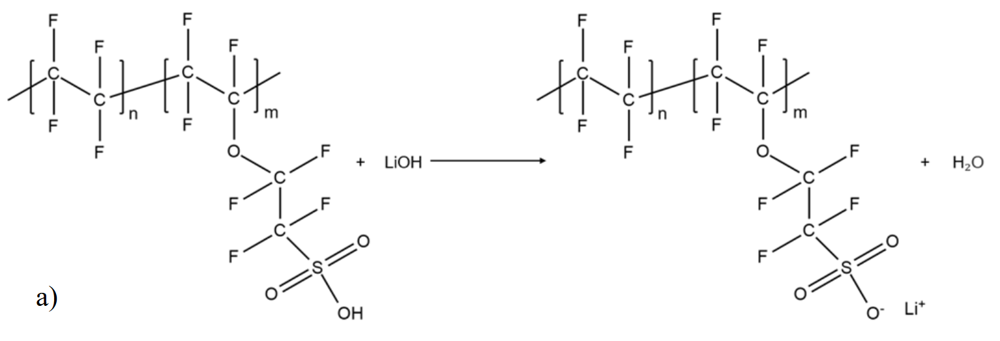 F F F F
F F F F
[ C C ]n [ C C ]m [ C C ]n [ C C ]m
F F F F
F F
O F + LiOH O F + H₂O
C C
F F F F
C C
F O F O
S S
O O
a) OH O⁻ Li⁺